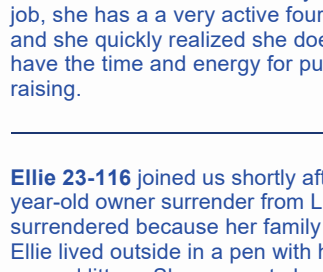 job, she has a a very active four
and she quickly realized she doe
have the time and energy for pu
raising.
Ellie 23-116 joined us shortly aft
year-old owner surrender from L
surrendered because her family
Ellie lived outside in a pen with h